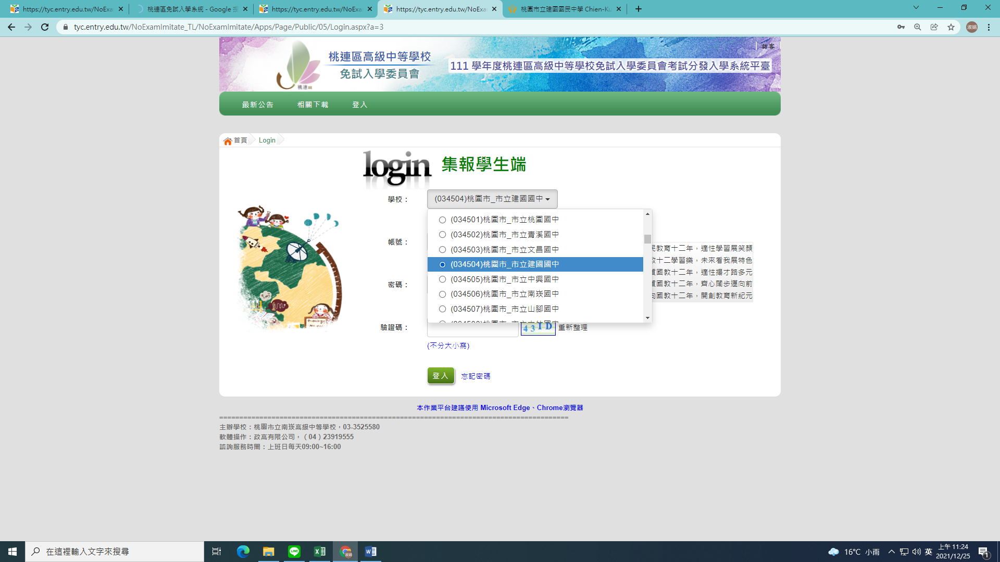 https://tyc.entry.edu.tw/NoExa
桃連區免試入學系統 - Google 搜
https://tyc.entry.edu.tw/NoExa
https://tyc.entry.edu.tw/NoExa
桃園市立建國國民中學 Chien-Ku
tyc.entry.edu.tw/NoExamImitate_TL/NoExamImitate/Apps/Page/Public/05/Login.aspx?a=3
淑娟
訪客
桃連區高級中等學校
免試入學委員會
桃連111
111 學年度桃連區高級中等學校免試入學委員會考試分發入學系統平臺
最新公告 相關下載 登入
首頁 Login
login 集報學生端
學校： (034504)桃園市_市立建國國中
(034501)桃園市_市立桃園國中
(034502)桃園市_市立青溪國中
(034503)桃園市_市立文昌國中
(034504)桃園市_市立建國國中
(034505)桃園市_市立中興國中
(034506)桃園市_市立南崁國中
(034507)桃園市_市立山腳國中
帳號：
密碼：
民教育十二年，適性學習展笑顏
教十二學習樂，未來看我展特色
國教十二年，適性揚才路多元
國教十二年，齊心闊步邁向前
向國教十二年，開創教育新紀元
驗證碼： 43ID 重新整理
(不分大小寫)
登入 忘記密碼
本作業平台建議使用 Microsoft Edge、Chrome瀏覽器
=======================================================================================
主辦學校：桃園市立南崁高級中等學校，03-3525580
軟體操作：政高有限公司，（04）23919555
諮詢服務時間：上班日每天09:00~16:00
在這裡輸入文字來搜尋
16°C 小雨
英
上午 11:24
2021/12/25
1